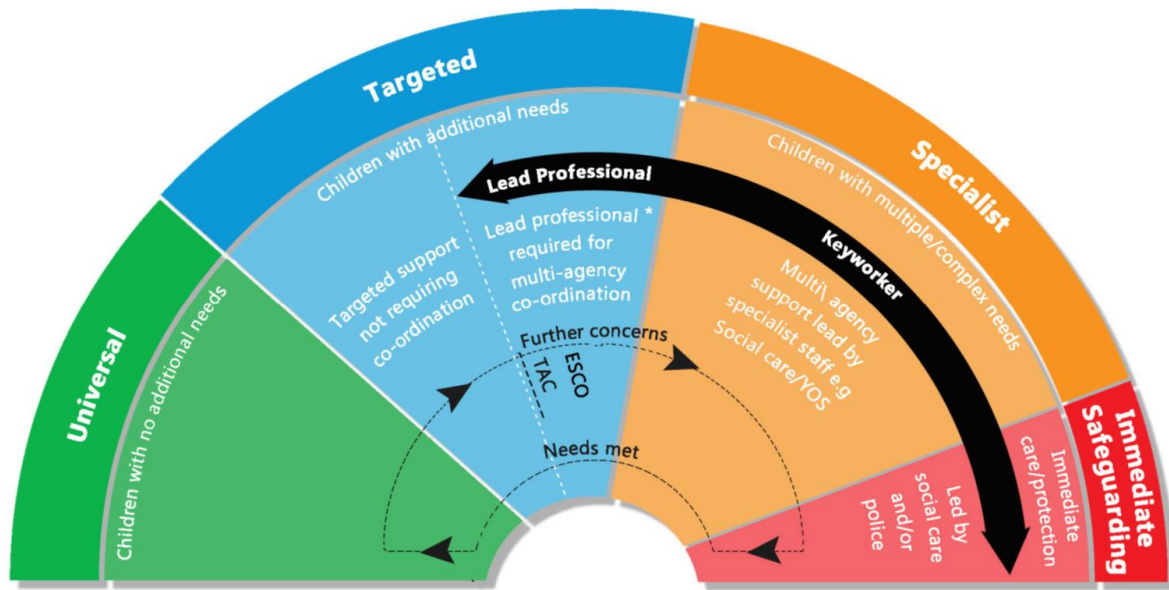 Universal
Children with no additional needs
Targeted
Children with additional needs
Targeted support
not requiring
co-ordination
Lead Professional
Lead professional *
required for
multi-agency
co-ordination
Further concerns
TAC
ESCO
Needs met
Specialist
Children with multiple/complex needs
Keyworker
Multi\ agency
support lead by
specialist staff e.g
Social care/YOS
Immediate
Safeguarding
Immediate
care/protection
Led by
social care
and/or
police